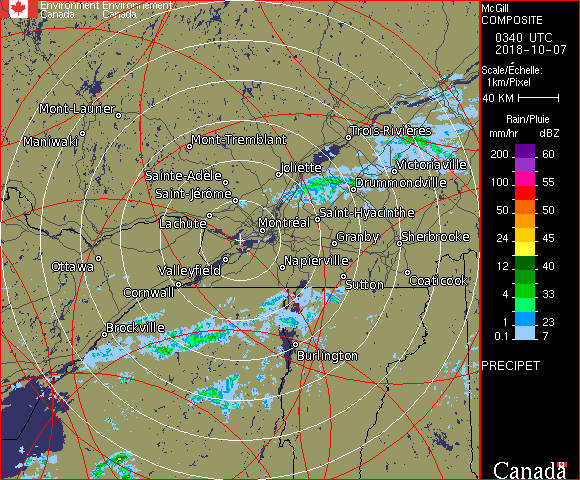 Environment Environnement
Canada Canada
McGill
COMPOSITE
0340 UTC
2018-10-07
Scale/Échelle:
1km/Pixel
40 KM
Rain/Pluie
mm/hr dBZ
200 60
100 55
50 50
24 45
12 40
4 33
1 23
0.1 7
PRECIPET
Canada
Mont-Laurier
Maniwaki
Mont-Tremblant
Trois-Rivières
Sainte-Adèle
Joliette
Victoriaville
Saint-Jérôme
Drummondville
Lachute
Montréal
Saint-Hyacinthe
Granby
Sherbrooke
Ottawa
Valleyfield
Napierville
Cornwall
Sutton
Coaticook
Brockville
Burlington